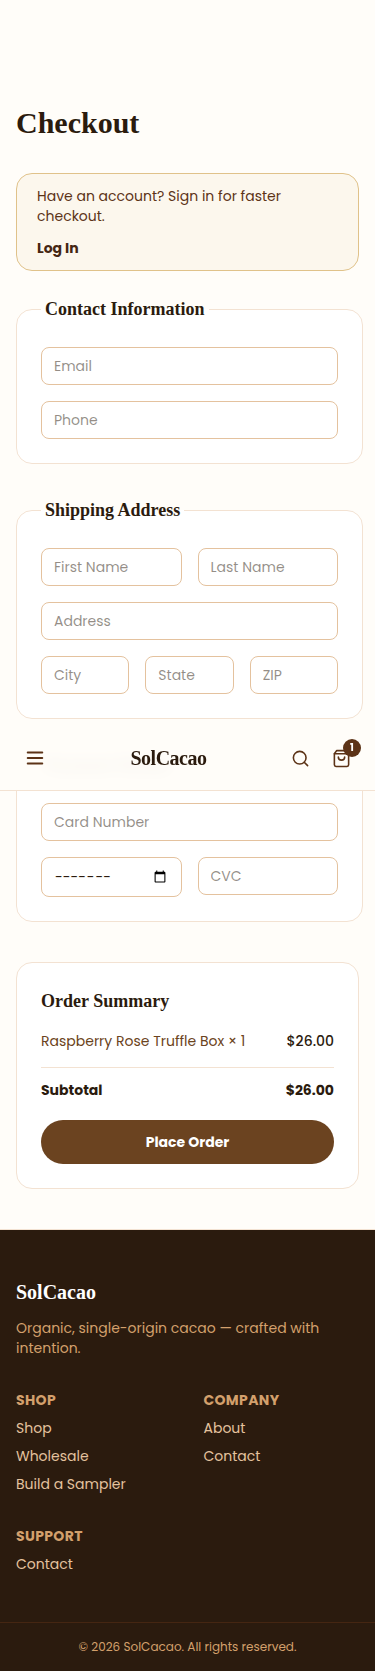 Checkout
Have an account? Sign in for faster
checkout.
Log In
Contact Information
Email
Phone
Shipping Address
First Name Last Name
Address
City State ZIP
SolCacao 1
Card Number
------- CVC
Order Summary
Raspberry Rose Truffle Box × 1 $26.00
Subtotal $26.00
Place Order
SolCacao
Organic, single-origin cacao — crafted with
intention.
SHOP COMPANY
Shop About
Wholesale Contact
Build a Sampler
SUPPORT
Contact
© 2026 SolCacao. All rights reserved.